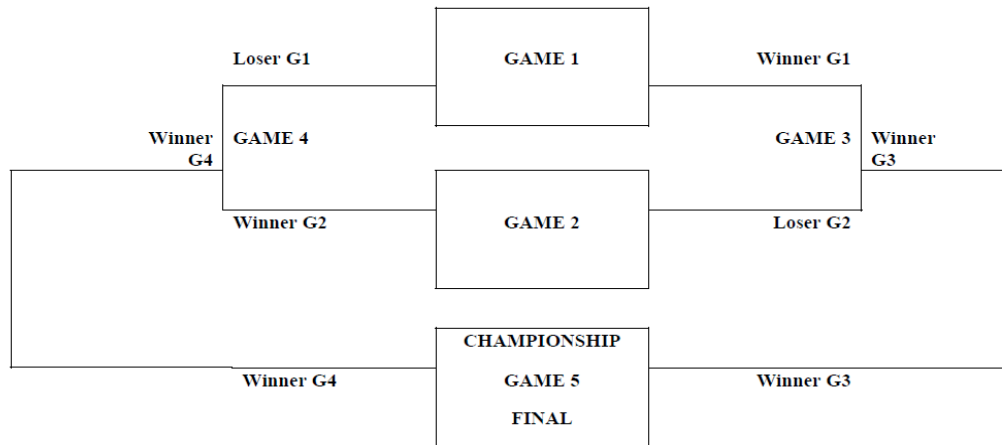 Loser G1
GAME 1
Winner G1
Winner
G4
GAME 4
GAME 3
Winner
G3
Winner G2
GAME 2
Loser G2
CHAMPIONSHIP
Winner G4
GAME 5
Winner G3
FINAL